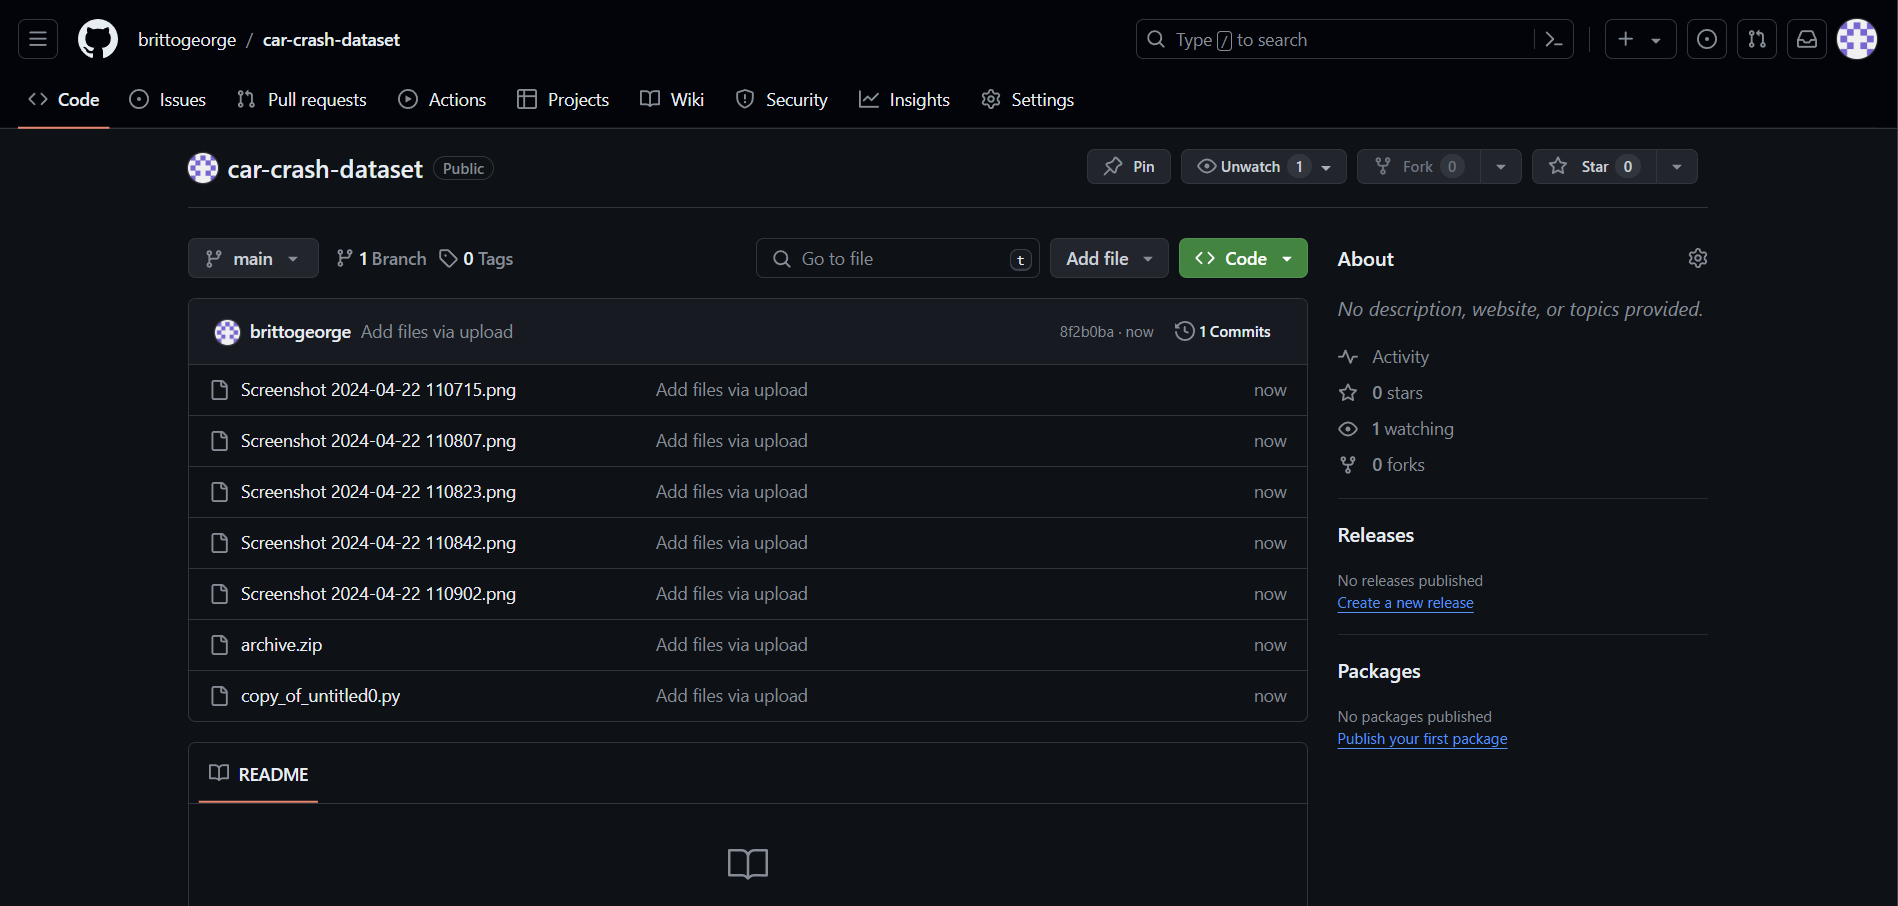 brittogeorge / car-crash-dataset
Type / to search
Code Issues Pull requests Actions Projects Wiki Security Insights Settings
car-crash-dataset Public
Pin Unwatch 1 Fork 0 Star 0
main 1 Branch 0 Tags
Go to file t Add file Code
brittogeorge Add files via upload 8f2b0ba · now 1 Commits
Screenshot 2024-04-22 110715.png Add files via upload now
Screenshot 2024-04-22 110807.png Add files via upload now
Screenshot 2024-04-22 110823.png Add files via upload now
Screenshot 2024-04-22 110842.png Add files via upload now
Screenshot 2024-04-22 110902.png Add files via upload now
archive.zip Add files via upload now
copy_of_untitled0.py Add files via upload now
README
About
No description, website, or topics provided.
Activity
0 stars
1 watching
0 forks
Releases
No releases published
Create a new release
Packages
No packages published
Publish your first package